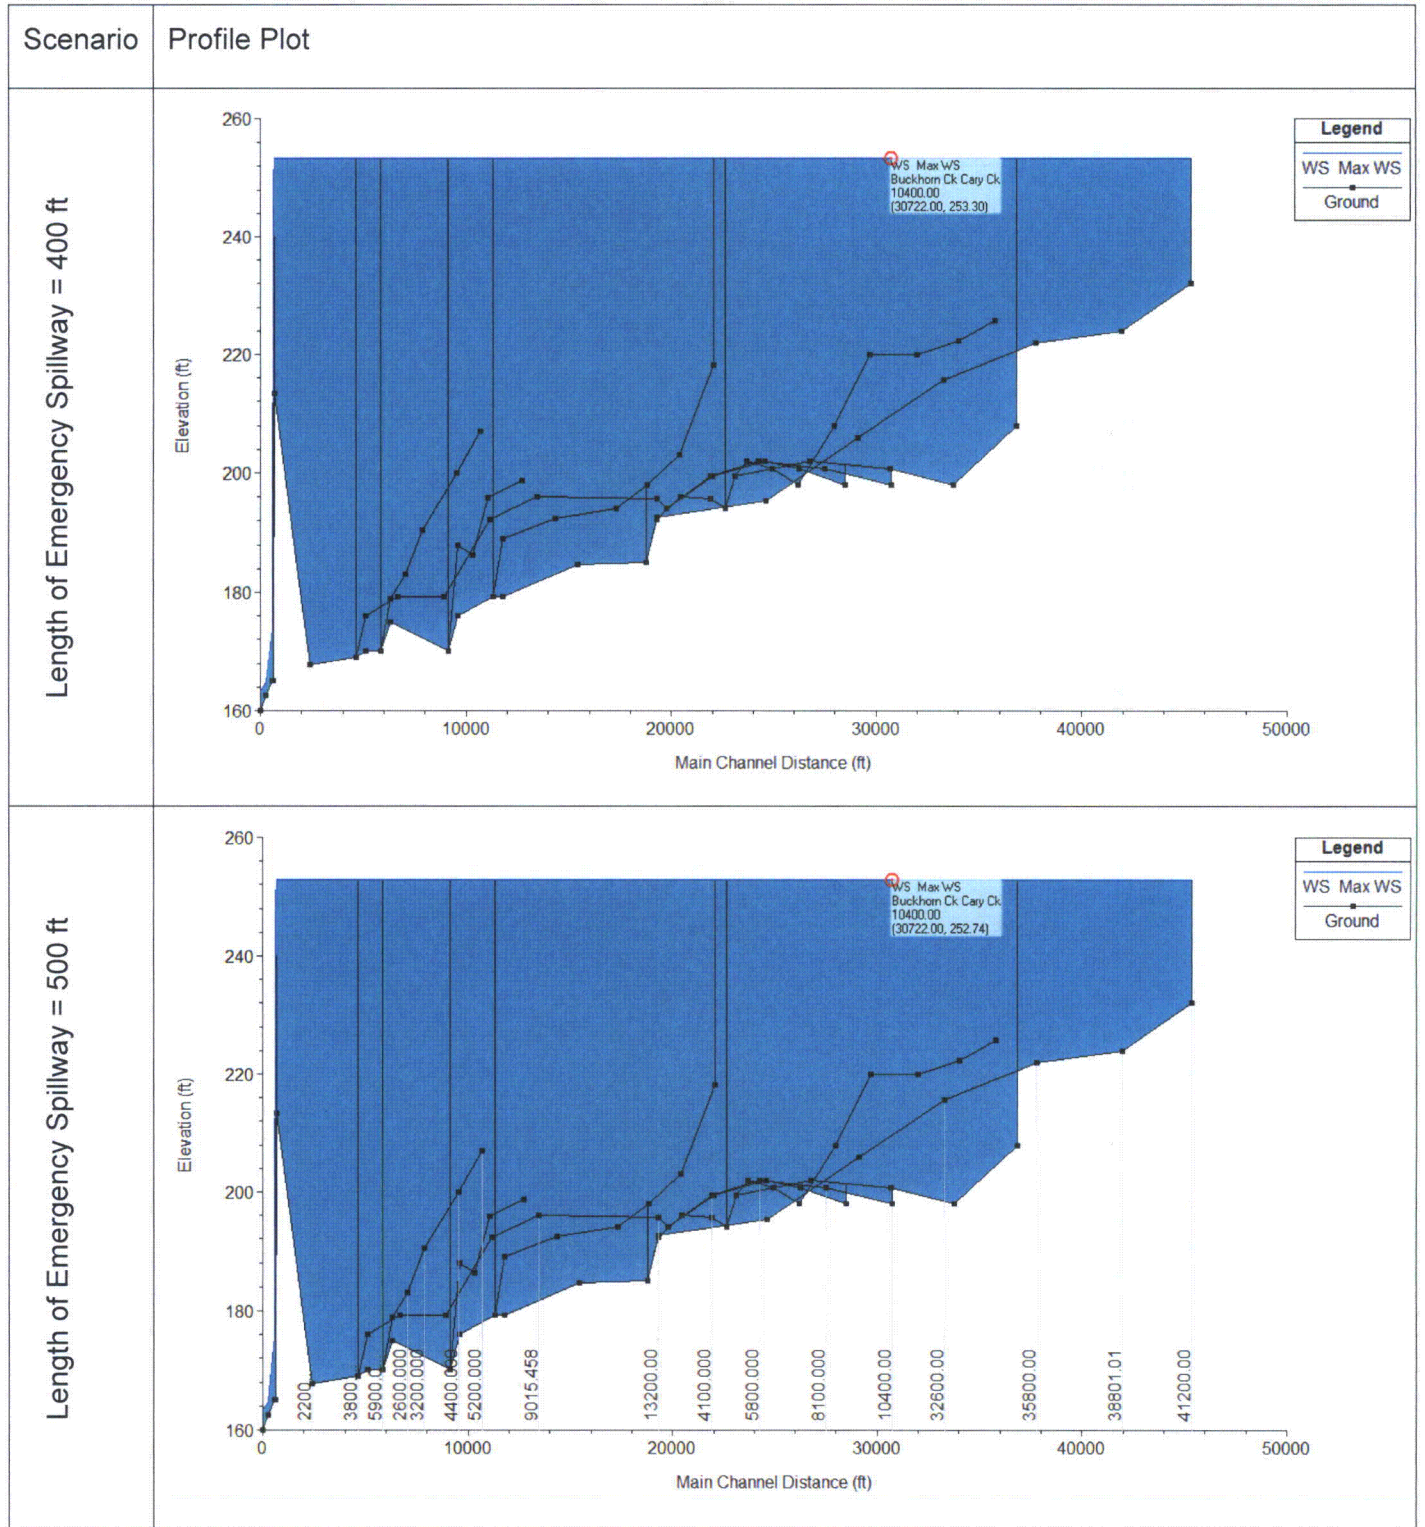 Scenario
Profile Plot
Length of Emergency Spillway = 400 ft
260
240
220
200
180
160
Elevation (ft)
WS Max WS
Buckhorn Ck Cary Ck
10400.00
(30722.00, 253.30)
Legend
WS Max WS
Ground
0
10000
20000
30000
40000
50000
Main Channel Distance (ft)
Length of Emergency Spillway = 500 ft
260
240
220
200
180
160
Elevation (ft)
WS Max WS
Buckhorn Ck Cary Ck
10400.00
(30722.00, 252.74)
Legend
WS Max WS
Ground
2200
3800
5900.0
2600.000
3200.000
5200.000
9015.458
13200.00
4100.000
5800.000
8100.000
10400.00
32600.00
35800.00
38801.01
41200.00
0
10000
20000
30000
40000
50000
Main Channel Distance (ft)